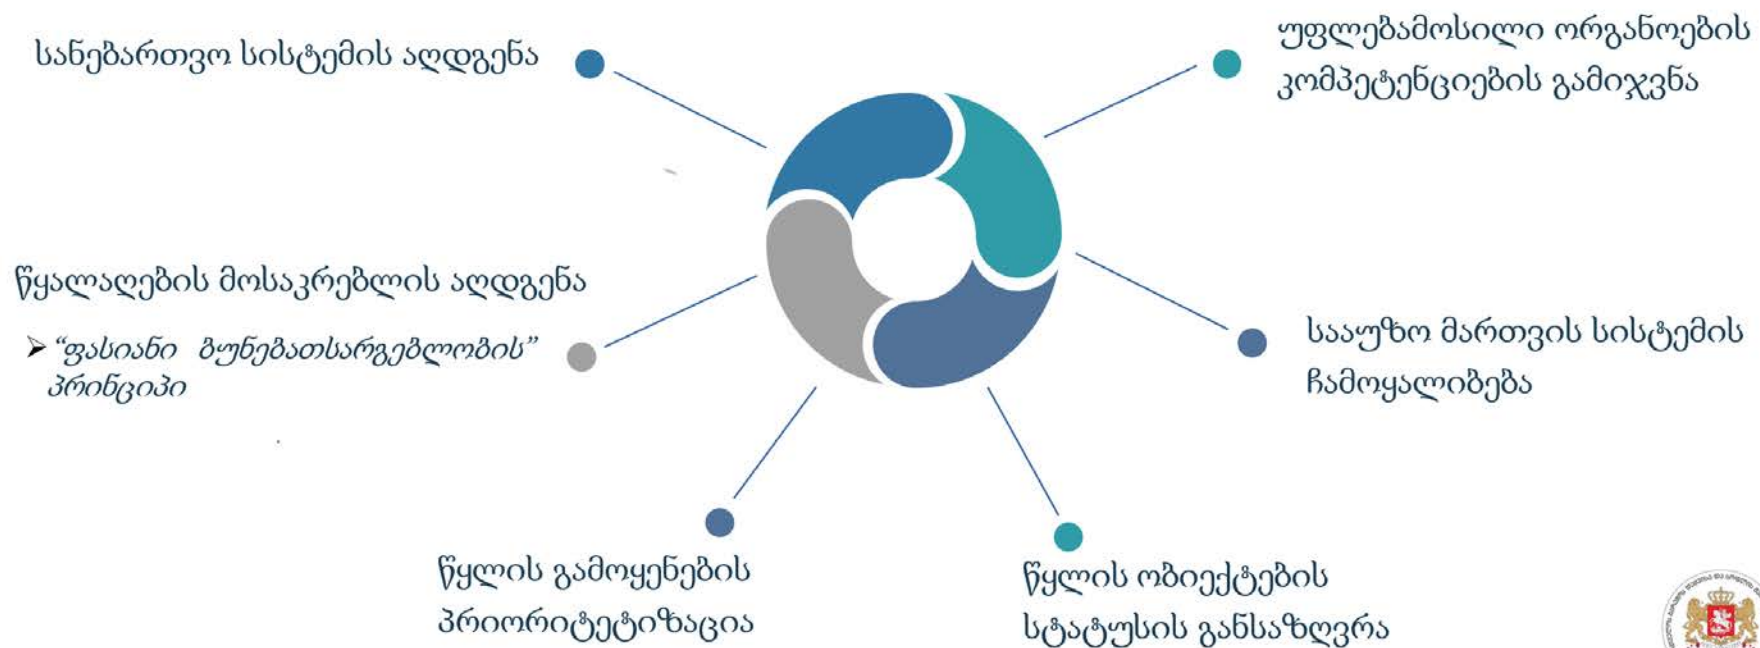 სანებართვო სისტემის აღდგენა
უფლებამოსილი ორგანოების
კომპეტენციების გამიჯვნა
წყალაღების მოსაკრებლის აღდგენა
➢ “ფასიანი ბუნებათსარგებლობის”
პრინციპი
სააუზო მართვის სისტემის
ჩამოყალიბება
წყლის გამოყენების
პრიორიტეტიზაცია
წყლის ობიექტების
სტატუსის განსაზღვრა